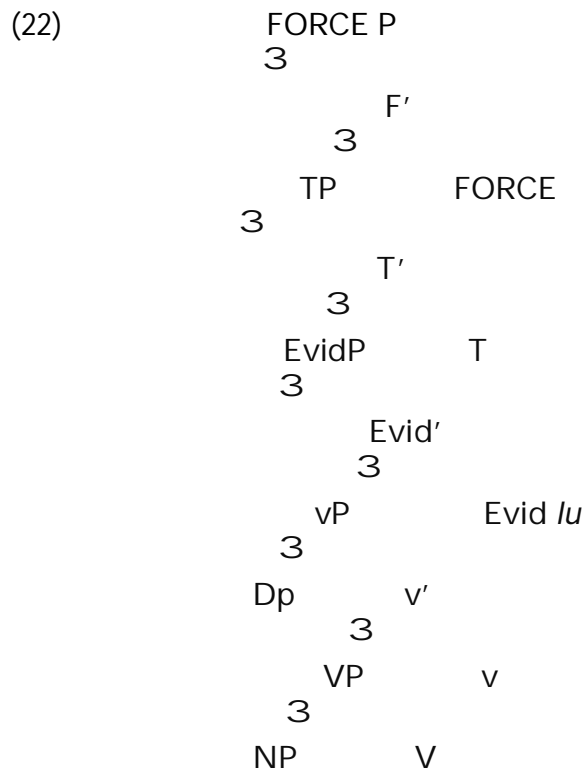 (22) FORCE P
3
F′
3
TP FORCE
3
T′
3
EvidP T
3
Evid′
3
vP Evid lu
3
Dp v′
3
VP v
3
NP V